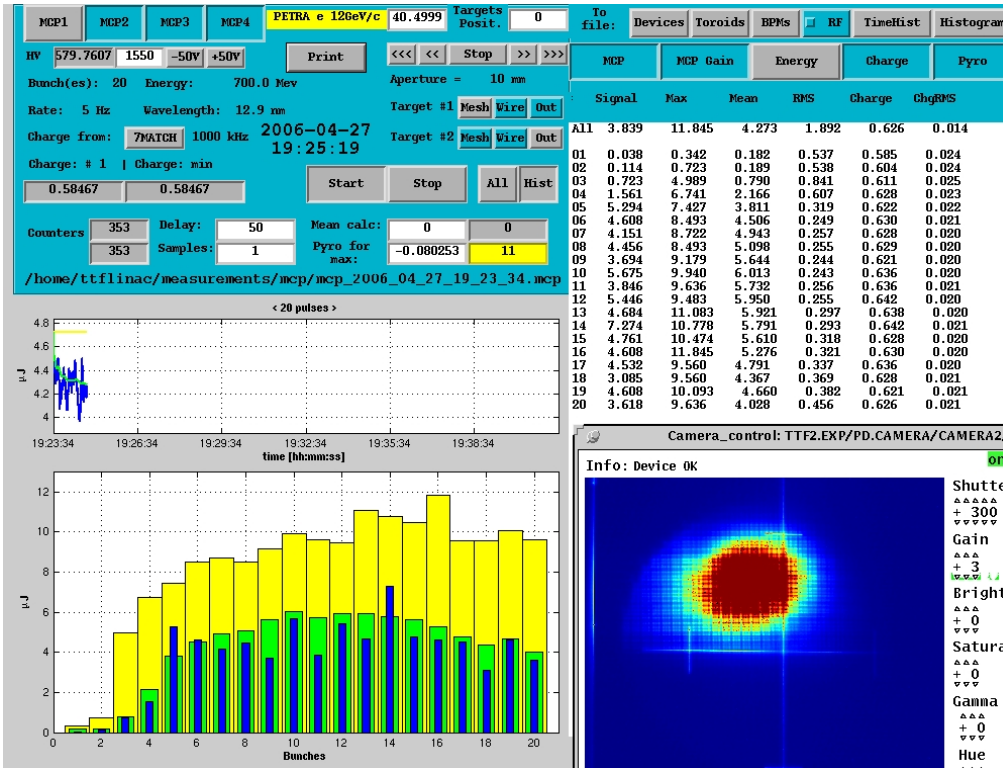 MCP1 MCP2 MCP3 MCP4 PETRA e 12GeV/c 40.4999 Targets Posit. 0
HV 579.7607 1550 -50V +50V Print <<< << Stop >> >>>
Bunch(es): 20 Energy: 700.0 Mev Aperture = 10 mm
Rate: 5 Hz Wavelength: 12.9 nm Target #1 Mesh Wire Out
Charge from: 7MATCH 1000 kHz 2006-04-27 Target #2 Mesh Wire Out
19:25:19
Charge: # 1 | Charge: min
0.58467 0.58467 Start Stop All Hist
Counters 353 Delay: 50 Mean calc: 0 0
353 Samples: 1 Pyro for max: -0.080253 11
/home/ttflinac/measurements/mcp/mcp_2006_04_27_19_23_34.mcp
To file: Devices Toroids BPMs RF TimeHist Histogram
MCP MCP Gain Energy Charge Pyro
Signal Max Mean RMS Charge ChgRMS
All 3.839 11.845 4.273 1.892 0.626 0.014
01 0.038 0.342 0.182 0.537 0.585 0.024
02 0.114 0.723 0.189 0.538 0.604 0.024
03 0.723 4.989 0.790 0.841 0.611 0.025
04 1.561 6.741 2.166 0.607 0.628 0.023
05 5.294 7.427 3.811 0.319 0.622 0.022
06 4.608 8.493 4.506 0.249 0.630 0.021
07 4.151 8.722 4.943 0.257 0.628 0.020
08 4.456 8.493 5.098 0.255 0.629 0.020
09 3.694 9.179 5.644 0.244 0.621 0.020
10 5.675 9.940 6.013 0.243 0.636 0.020
11 3.846 9.636 5.732 0.256 0.636 0.020
12 5.446 9.483 5.950 0.255 0.642 0.020
13 4.684 11.083 5.921 0.297 0.638 0.020
14 7.274 10.778 5.791 0.293 0.642 0.021
15 4.761 10.474 5.610 0.318 0.628 0.020
16 4.608 11.845 5.276 0.321 0.630 0.020
17 4.532 9.560 4.791 0.337 0.636 0.020
18 3.085 9.560 4.367 0.369 0.628 0.021
19 4.608 10.093 4.660 0.382 0.621 0.021
20 3.618 9.636 4.028 0.456 0.626 0.021
< 20 pulses >
4.8
4.6
4.4
4.2
4
μJ
19:23:34 19:26:34 19:29:34 19:32:34 19:35:34 19:38:34
time [hh:mm:ss]
12
10
8
6
4
2
0
μJ
0 2 4 6 8 10 12 14 16 18 20
Bunches
Camera_control: TTF2.EXP/PD.CAMERA/CAMERA2/
Info: Device OK
on
Shutte
+ 300
Gain
+ 3
Bright
+ 0
Satura
+ 0
Gamma
+ 0
Hue